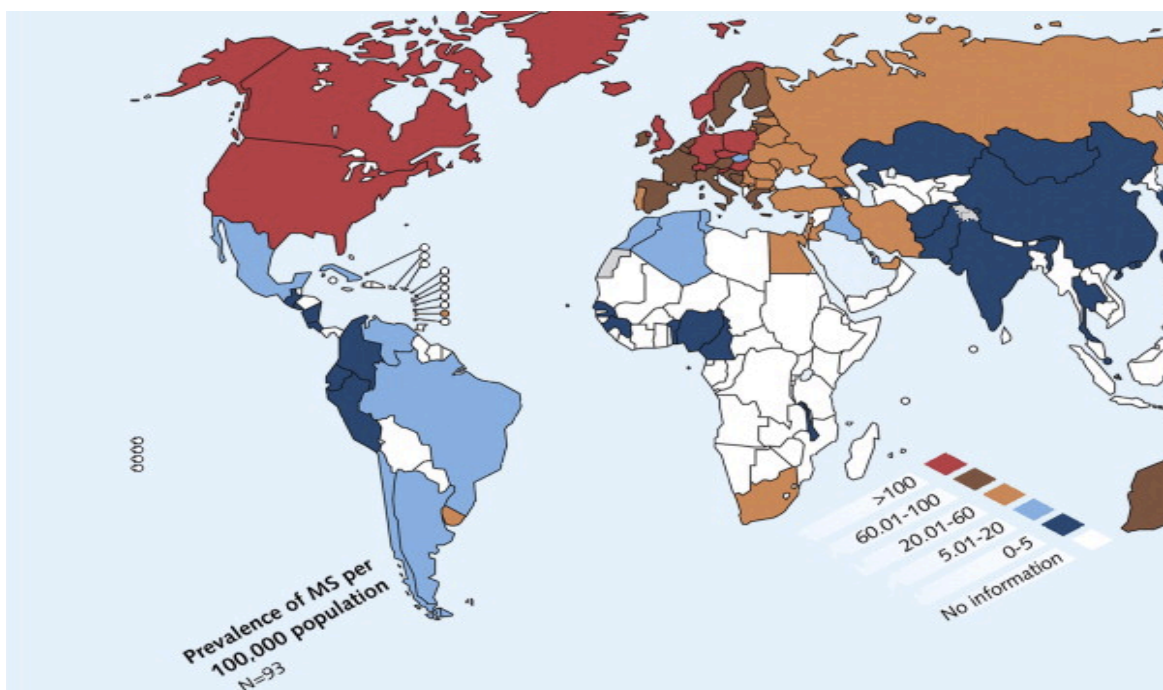 Prevalence of MS per
100,000 population
N=93
>100
60.01-100
20.01-60
5.01-20
0-5
No information